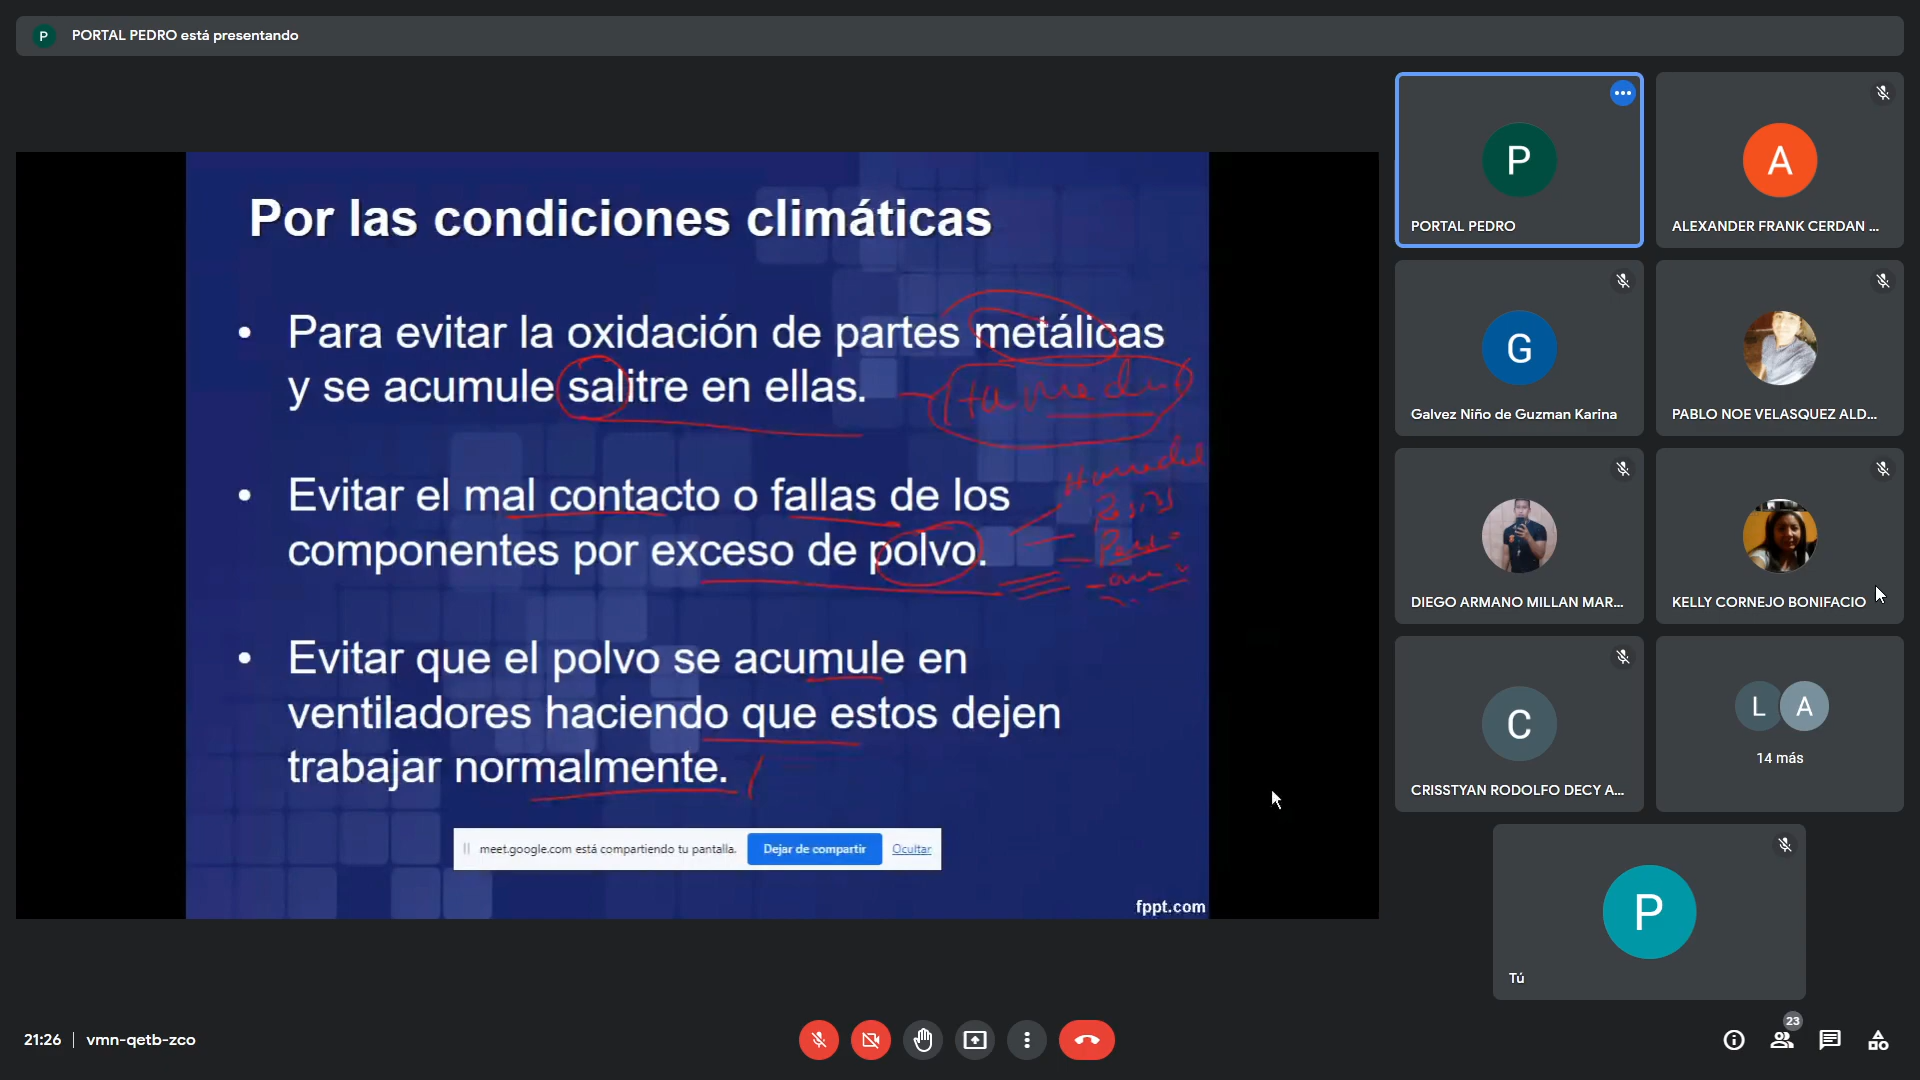 P PORTAL PEDRO está presentando
Por las condiciones climáticas
• Para evitar la oxidación de partes metálicas
y se acumule salitre en ellas.
• Evitar el mal contacto o fallas de los
componentes por exceso de polvo.
• Evitar que el polvo se acumule en
ventiladores haciendo que estos dejen
trabajar normalmente.
meet.google.com está compartiendo tu pantalla. Dejar de compartir Ocultar
fppt.com
P
PORTAL PEDRO
A
ALEXANDER FRANK CERDAN ...
G
Galvez Niño de Guzman Karina
PABLO NOE VELASQUEZ ALD...
DIEGO ARMANO MILLAN MAR...
KELLY CORNEJO BONIFACIO
C
CRISSTYAN RODOLFO DECY A...
L A
14 más
P
Tú
21:26 | vmn-qetb-zco
23